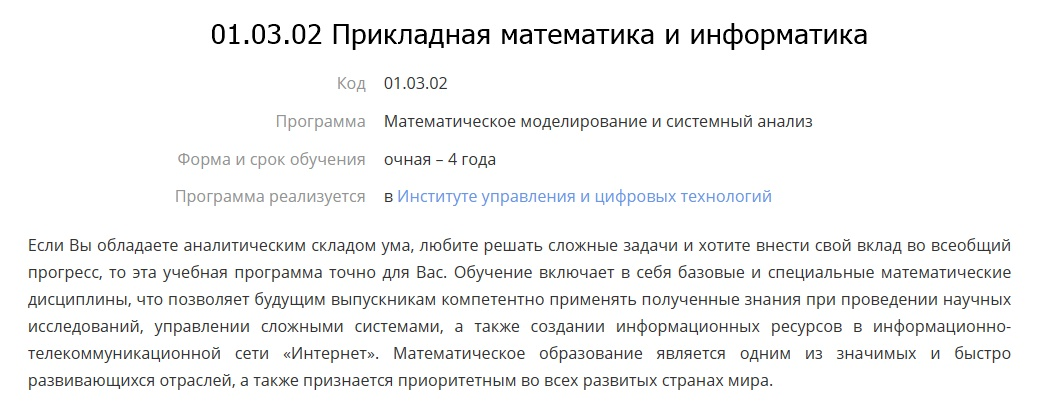 01.03.02 Прикладная математика и информатика
Код 01.03.02
Программа Математическое моделирование и системный анализ
Форма и срок обучения очная – 4 года
Программа реализуется в Институте управления и цифровых технологий
Если Вы обладаете аналитическим складом ума, любите решать сложные задачи и хотите внести свой вклад во всеобщий
прогресс, то эта учебная программа точно для Вас. Обучение включает в себя базовые и специальные математические
дисциплины, что позволяет будущим выпускникам компетентно применять полученные знания при проведении научных
исследований, управлении сложными системами, а также создании информационных ресурсов в информационно-
телекоммуникационной сети «Интернет». Математическое образование является одним из значимых и быстро
развивающихся отраслей, а также признается приоритетным во всех развитых странах мира.